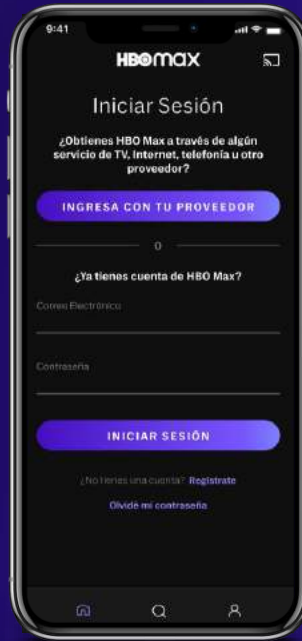 9:41
HBOmax
Iniciar Sesión
¿Obtienes HBO Max a través de algún
servicio de TV, Internet, telefonía u otro
proveedor?
INGRESA CON TU PROVEEDOR
O
¿Ya tienes cuenta de HBO Max?
Correo Electrónico
Contraseña
INICIAR SESIÓN
¿No tienes una cuenta? Regístrate
Olvidé mi contraseña